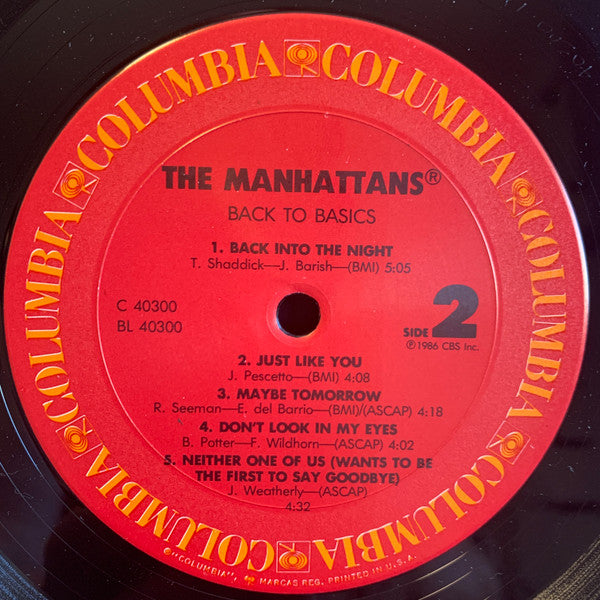 COLUMBIA COLUMBIA COLUMBIA COLUMBIA COLUMBIA COLUMBIA
THE MANHATTANS®
BACK TO BASICS
1. BACK INTO THE NIGHT
T. Shaddick—J. Barish—(BMI) 5:05
C 40300
BL 40300
SIDE 2
℗1986 CBS Inc.
2. JUST LIKE YOU
J. Pescetto—(BMI) 4:08
3. MAYBE TOMORROW
R. Seeman—E. del Barrio—(BMI)/(ASCAP) 4:18
4. DON'T LOOK IN MY EYES
B. Potter—F. Wildhorn—(ASCAP) 4:02
5. NEITHER ONE OF US (WANTS TO BE
THE FIRST TO SAY GOODBYE)
J. Weatherly—(ASCAP)
4:32
©"COLUMBIA", MARCAS REG. PRINTED IN U.S.A.